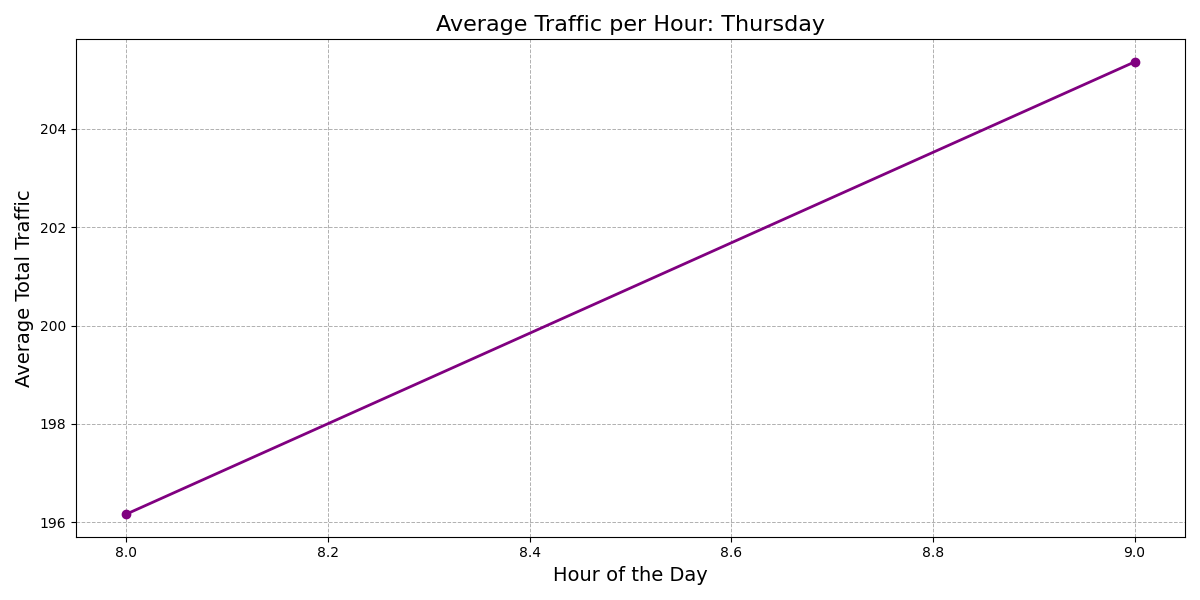 Average Traffic per Hour: Thursday
Average Total Traffic
204
202
200
198
196
8.0 8.2 8.4 8.6 8.8 9.0
Hour of the Day